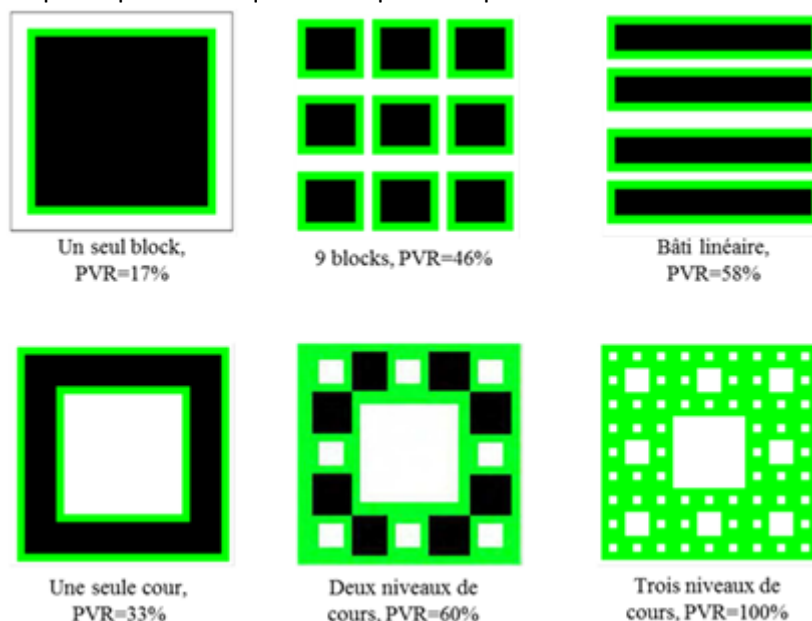 Un seul block,
PVR=17%
9 blocks, PVR=46%
Bâti linéaire,
PVR=58%
Une seule cour,
PVR=33%
Deux niveaux de
cours, PVR=60%
Trois niveaux de
cours, PVR=100%